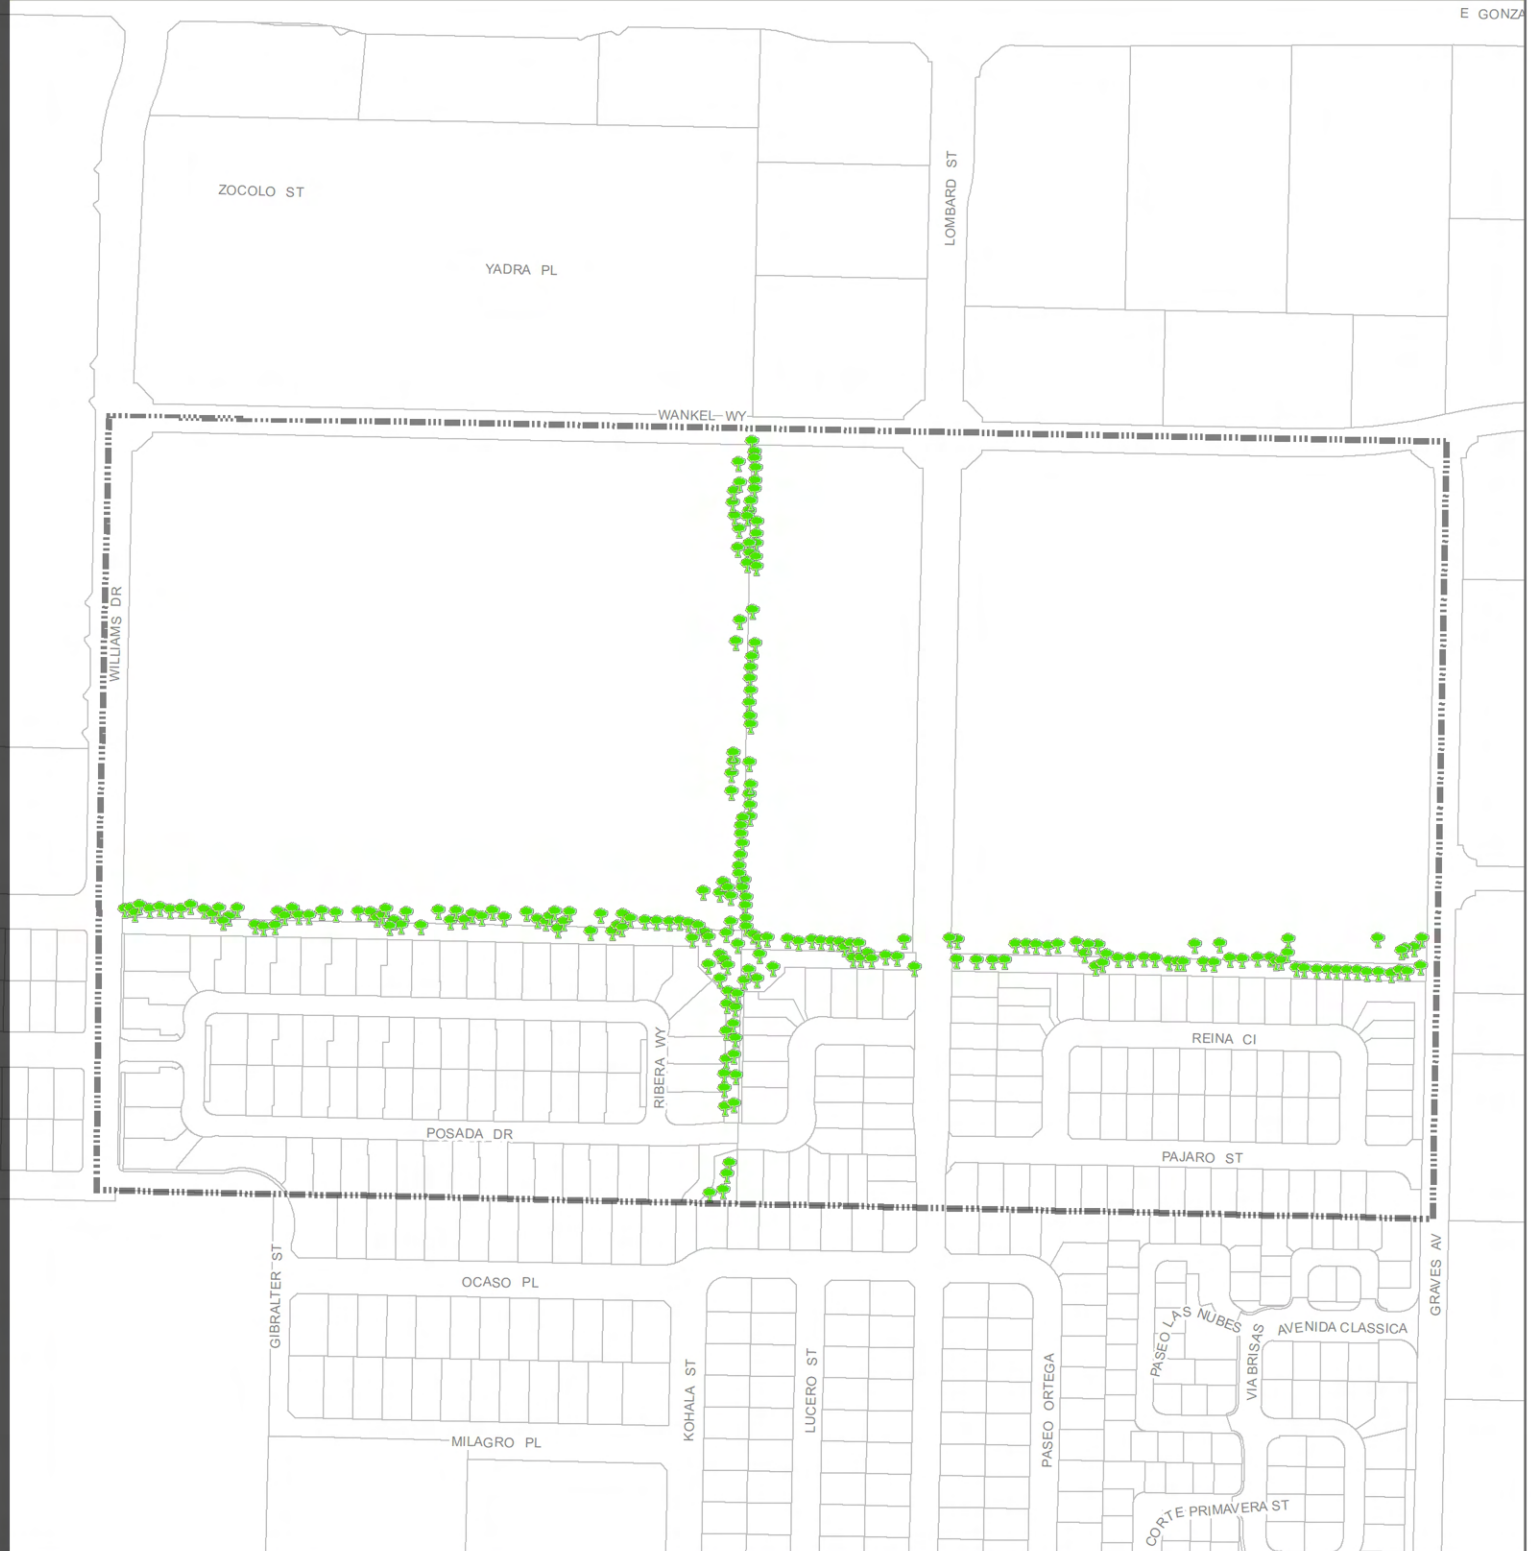 E GONZA
ZOCOLO ST
LOMBARD ST
YADRA PL
WANKEL WY
WILLIAMS DR
RIBERA WY
REINA CI
POSADA DR
PAJARO ST
GIBRALTER ST
OCASO PL
GRAVES AV
PASEO LAS NUBES
AVENIDA CLASSICA
VIA BRISAS
KOHALA ST
LUCERO ST
PASEO ORTEGA
MILAGRO PL
CORTE PRIMAVERA ST